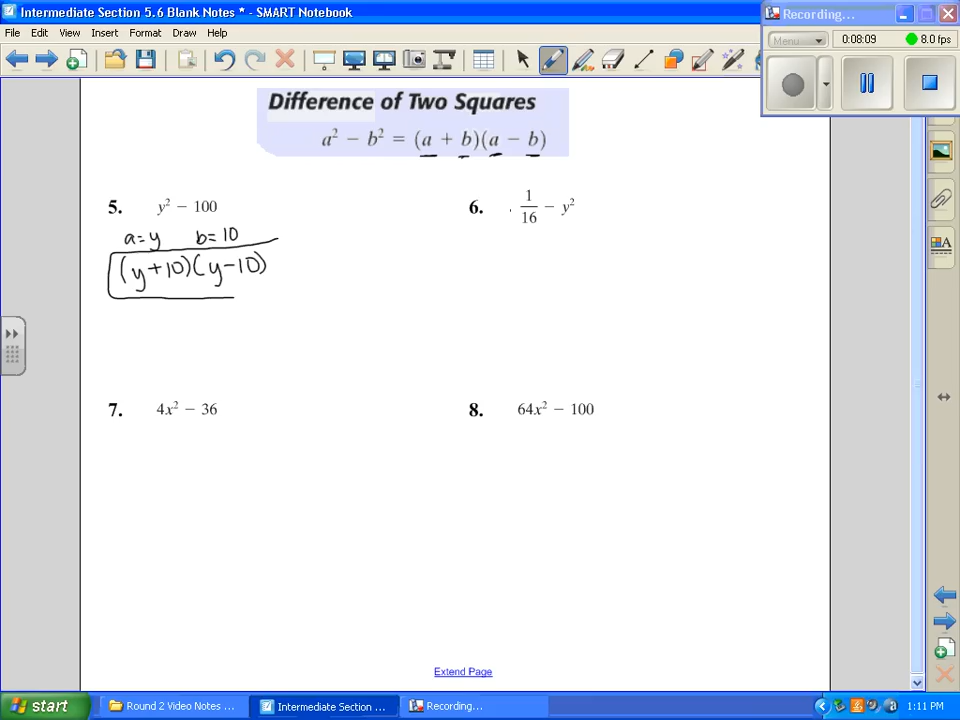 Intermediate Section 5.6 Blank Notes * - SMART Notebook
Recording...
File Edit View Insert Format Draw Help
Menu
0:08:09
8.0 fps
Difference of Two Squares
a² − b² = (a + b)(a − b)
5. y² − 100
6. 1/16 − y²
a=y b=10
(y+10)(y−10)
7. 4x² − 36
8. 64x² − 100
Extend Page
start
Round 2 Video Notes ...
Intermediate Section ...
Recording...
1:11 PM